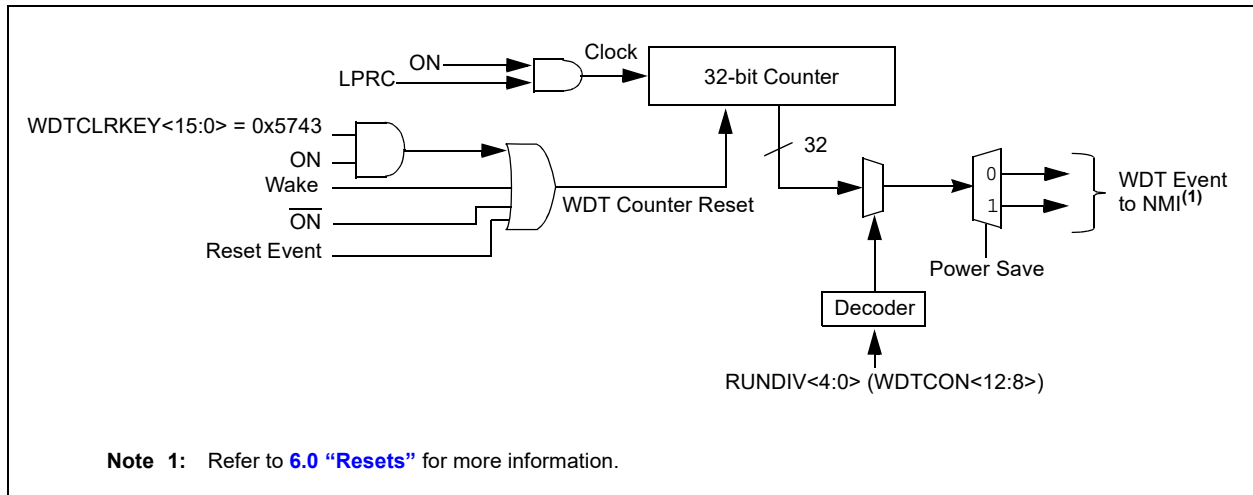 ON
LPRC
Clock
32-bit Counter
WDTCLRKEY<15:0> = 0x5743
ON
Wake
O̅N̅
Reset Event
WDT Counter Reset
32
0
1
WDT Event
to NMI(1)
Power Save
Decoder
RUNDIV<4:0> (WDTCON<12:8>)
Note 1: Refer to 6.0 “Resets” for more information.